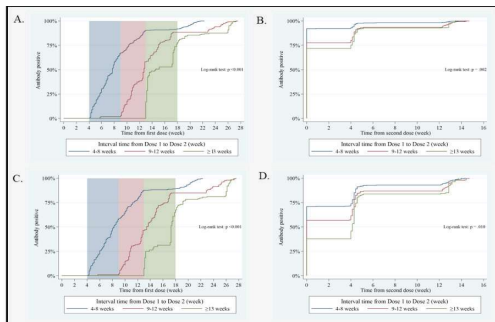 A.
100%
75%
50%
25%
0%
Antibody positive
Log-rank test: p <0.001
0 2 4 6 8 10 12 14 16 18 20 22 24 26 28
Time from first dose (week)
Interval time from Dose 1 to Dose 2 (week)
4-8 weeks 9-12 weeks ≥13 weeks
B.
100%
75%
50%
25%
0%
Antibody positive
Log-rank test: p = .002
0 2 4 6 8 10 12 14 16
Time from second dose (week)
Interval time from Dose 1 to Dose 2 (week)
4-8 weeks 9-12 weeks ≥13 weeks
C.
100%
75%
50%
25%
0%
Antibody positive
Log-rank test: p <0.001
0 2 4 6 8 10 12 14 16 18 20 22 24 26 28
Time from first dose (week)
Interval time from Dose 1 to Dose 2 (week)
4-8 weeks 9-12 weeks ≥13 weeks
D.
100%
75%
50%
25%
0%
Antibody positive
Log-rank test: p =
0 2 4 6 8 10 12 14 16
Time from second dose (week)
Interval time from Dose 1 to Dose 2 (week)
4-8 weeks 9-12 weeks ≥13 weeks